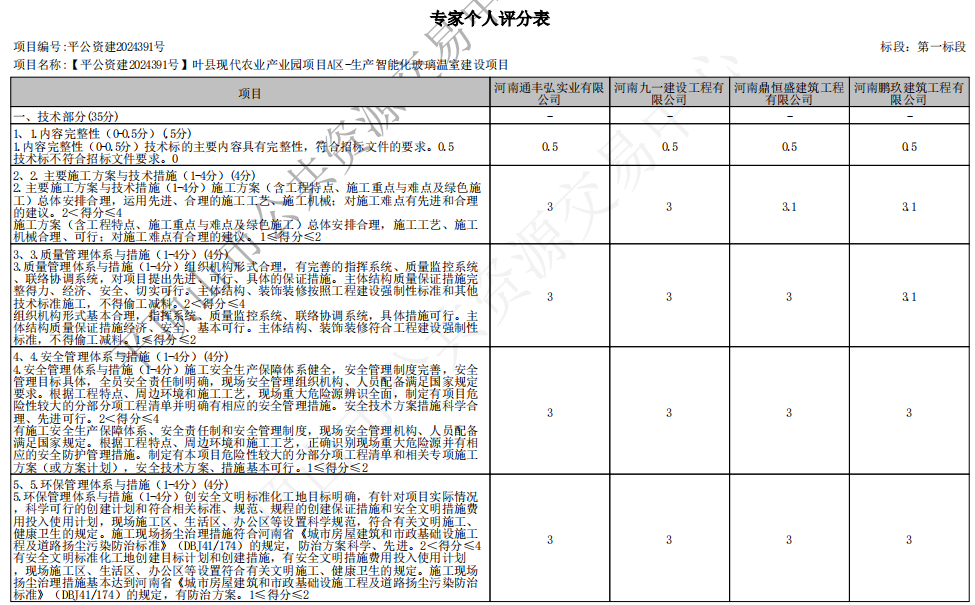 专家个人评分表
项目编号:平公资建2024391号
标段：第一标段
项目名称:【平公资建2024391号】叶县现代农业产业园项目A区-生产智能化玻璃温室建设项目
项目
河南通丰弘实业有限公司
河南九一建设工程有限公司
河南鼎恒盛建筑工程有限公司
河南鹏玖建筑工程有限公司
一、技术部分(35分)
-
-
-
-
1、1.内容完整性（0-0.5分）(.5分)
1.内容完整性（0-0.5分）技术标的主要内容具有完整性，符合招标文件的要求。0.5
技术标不符合招标文件要求。0
0.5
0.5
0.5
0.5
2、2.主要施工方案与技术措施（1-4分）(4分)
2.主要施工方案与技术措施（1-4分）施工方案（含工程特点、施工重点与难点及绿色施
工）总体安排合理，运用先进、合理的施工工艺、施工机械；对施工难点有先进和合理
的建议。2＜得分≤4
施工方案（含工程特点、施工重点与难点及绿色施工）总体安排合理，施工工艺、施工
机械合理、可行；对施工难点有合理的建议。1≤得分≤2
3
3
3.1
3.1
3、3.质量管理体系与措施（1-4分）(4分)
3.质量管理体系与措施（1-4分）组织机构形式合理，有完善的指挥系统、质量监控系统
、联络协调系统，对项目提出先进、可行、具体的保证措施。主体结构质量保证措施完
整得力、经济、安全、切实可行。主体结构、装饰装修按照工程建设强制性标准和其他
技术标准施工，不得偷工减料。2＜得分≤4
组织机构形式基本合理，指挥系统、质量监控系统、联络协调系统，具体措施可行。主
体结构质量保证措施经济、安全、基本可行。主体结构、装饰装修符合工程建设强制性
标准，不得偷工减料。1≤得分≤2
3
3
3
3.1
4、4.安全管理体系与措施（1-4分）(4分)
4.安全管理体系与措施（1-4分）施工安全生产保障体系健全，安全管理制度完善，安全
管理目标具体，全员安全责任制明确，现场安全管理组织机构、人员配备满足国家规定
要求。根据工程特点、周边环境和施工工艺，现场重大危险源辨识全面，制定有项目危
险性较大的分部分项工程清单并明确有相应的安全管理措施。安全技术方案措施科学合
理、先进可行。2＜得分≤4
有施工安全生产保障体系、安全责任制和安全管理制度，现场安全管理机构、人员配备
满足国家规定。根据工程特点、周边环境和施工工艺，正确识别现场重大危险源并有相
应的安全防护管理措施。制定有本项目危险性较大的分部分项工程清单和相关专项施工
方案（或方案计划），安全技术方案、措施基本可行。1≤得分≤2
3
3
3
3
5、5.环保管理体系与措施（1-4分）(4分)
5.环保管理体系与措施（1-4分）创安全文明标准化工地目标明确，有针对项目实际情况
，科学可行的创建计划和符合相关标准、规范、规程的创建保证措施和安全文明措施费
用投入使用计划，现场施工区、生活区、办公区等设置科学规范，符合有关文明施工、
健康卫生的规定。施工现场扬尘治理措施符合河南省《城市房屋建筑和市政基础设施工
程及道路扬尘污染防治标准》（DBJ41/174）的规定，防治方案科学、先进。2＜得分≤4
有安全文明标准化工地创建目标计划和创建措施，有安全文明措施费用投入使用计划
，现场施工区、生活区、办公区等设置符合有关文明施工、健康卫生的规定。施工现场
扬尘治理措施基本达到河南省《城市房屋建筑和市政基础设施工程及道路扬尘污染防治
标准》（DBJ41/174）的规定，有防治方案。1≤得分≤2
3
3
3
3